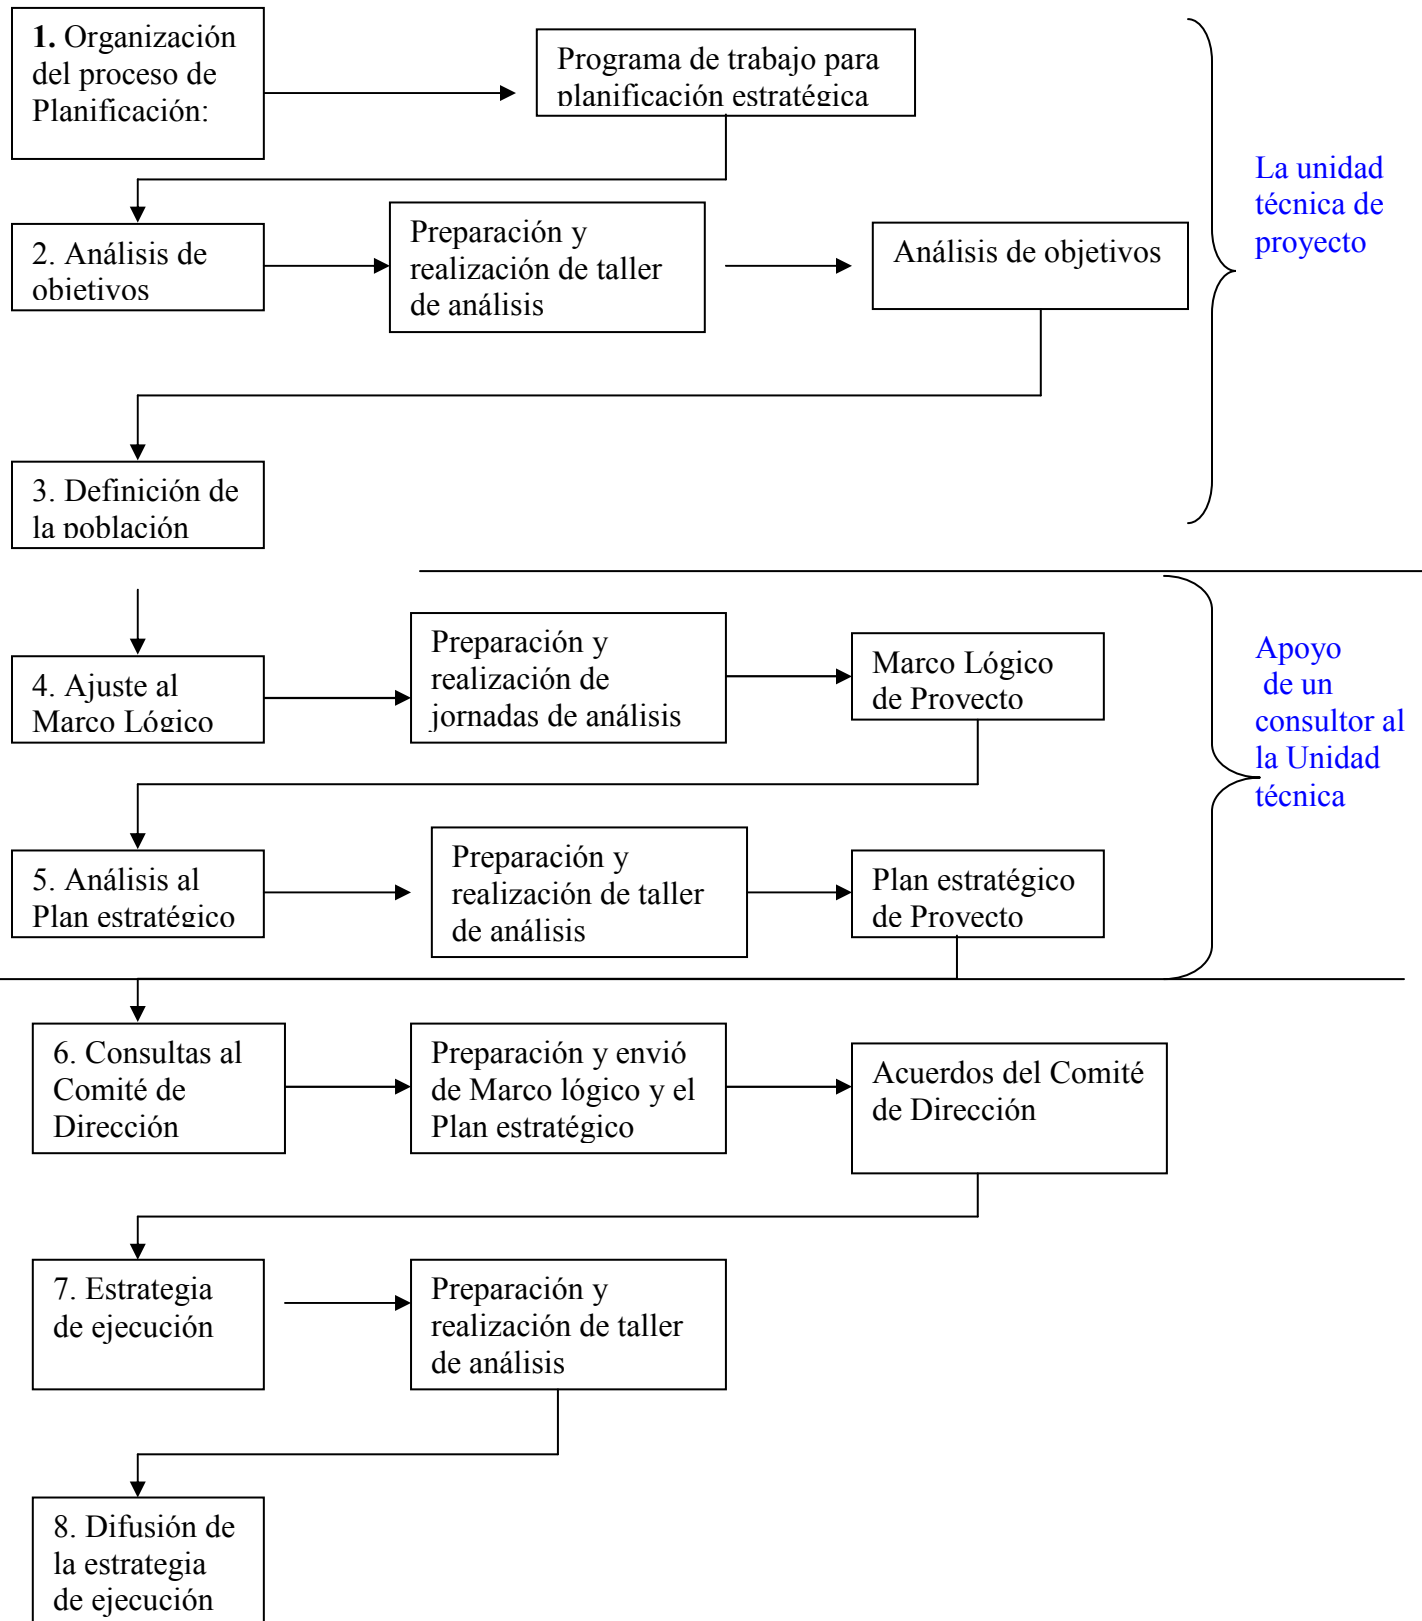 1. Organización
del proceso de
Planificación:
Programa de trabajo para
planificación estratégica
La unidad
técnica de
proyecto
2. Análisis de
objetivos
Preparación y
realización de taller
de análisis
Análisis de objetivos
3. Definición de
la población
4. Ajuste al
Marco Lógico
Preparación y
realización de
jornadas de análisis
Marco Lógico
de Proyecto
Apoyo
de un
consultor al
la Unidad
técnica
5. Análisis al
Plan estratégico
Preparación y
realización de taller
de análisis
Plan estratégico
de Proyecto
6. Consultas al
Comité de
Dirección
Preparación y envió
de Marco lógico y el
Plan estratégico
Acuerdos del Comité
de Dirección
7. Estrategia
de ejecución
Preparación y
realización de taller
de análisis
8. Difusión de
la estrategia
de ejecución